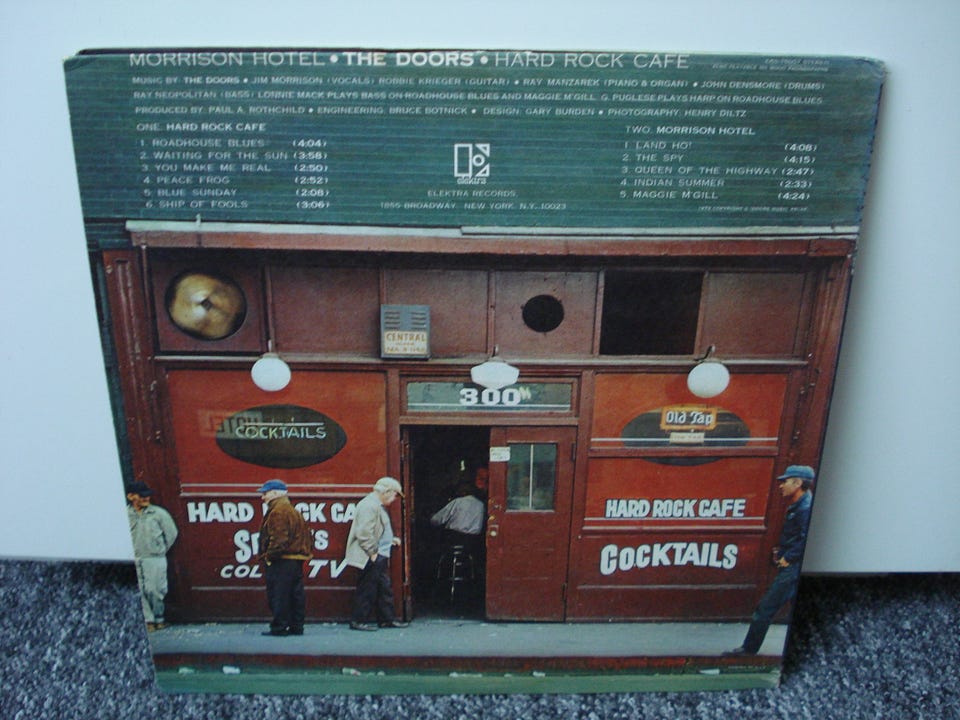 MORRISON HOTEL • THE DOORS • HARD ROCK CAFE
MUSIC BY: THE DOORS • JIM MORRISON (VOCALS) ROBBIE KRIEGER (GUITAR) • RAY MANZAREK (PIANO & ORGAN) • JOHN DENSMORE (DRUMS)
RAY NEOPOLITAN (BASS) LONNIE MACK PLAYS BASS ON ROADHOUSE BLUES AND MAGGIE M'GILL. G. PUGLESE PLAYS HARP ON ROADHOUSE BLUES
PRODUCED BY: PAUL A. ROTHCHILD • ENGINEERING: BRUCE BOTNICK • DESIGN: GARY BURDEN • PHOTOGRAPHY: HENRY DILTZ
ONE: HARD ROCK CAFE
1. ROADHOUSE BLUES (4:04)
2. WAITING FOR THE SUN (3:58)
3. YOU MAKE ME REAL (2:50)
4. PEACE FROG (2:52)
5. BLUE SUNDAY (2:08)
6. SHIP OF FOOLS (3:06)
elektra
ELEKTRA RECORDS,
1855 BROADWAY, NEW YORK, N.Y. 10023
TWO: MORRISON HOTEL
1. LAND HO! (4:08)
2. THE SPY (4:15)
3. QUEEN OF THE HIGHWAY (2:47)
4. INDIAN SUMMER (2:33)
5. MAGGIE M'GILL (4:24)
CENTRAL
300
HOTEL
COCKTAILS
Old Tap
HARD ROCK CA
COL TV
HARD ROCK CAFE
COCKTAILS